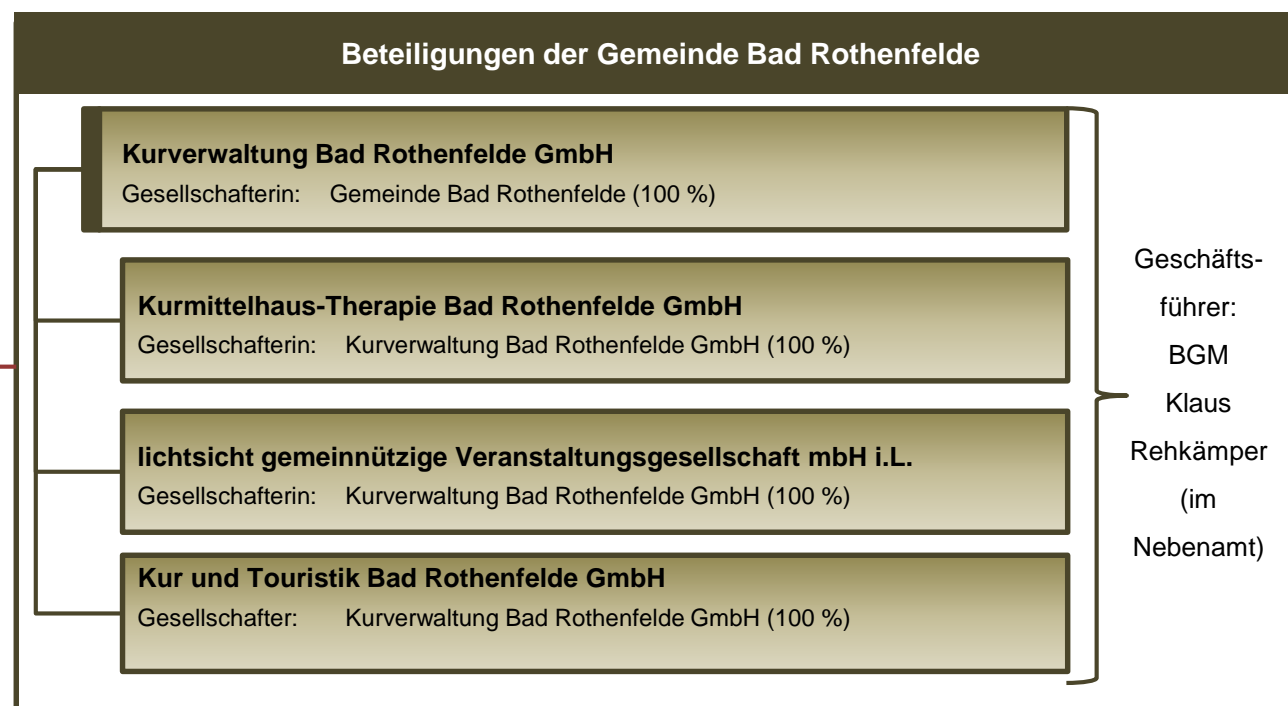 Beteiligungen der Gemeinde Bad Rothenfelde
Kurverwaltung Bad Rothenfelde GmbH
Gesellschafterin: Gemeinde Bad Rothenfelde (100 %)
Kurmittelhaus-Therapie Bad Rothenfelde GmbH
Gesellschafterin: Kurverwaltung Bad Rothenfelde GmbH (100 %)
lichtsicht gemeinnützige Veranstaltungsgesellschaft mbH i.L.
Gesellschafterin: Kurverwaltung Bad Rothenfelde GmbH (100 %)
Kur und Touristik Bad Rothenfelde GmbH
Gesellschafter: Kurverwaltung Bad Rothenfelde GmbH (100 %)
Geschäfts-
führer:
BGM
Klaus
Rehkämper
(im
Nebenamt)